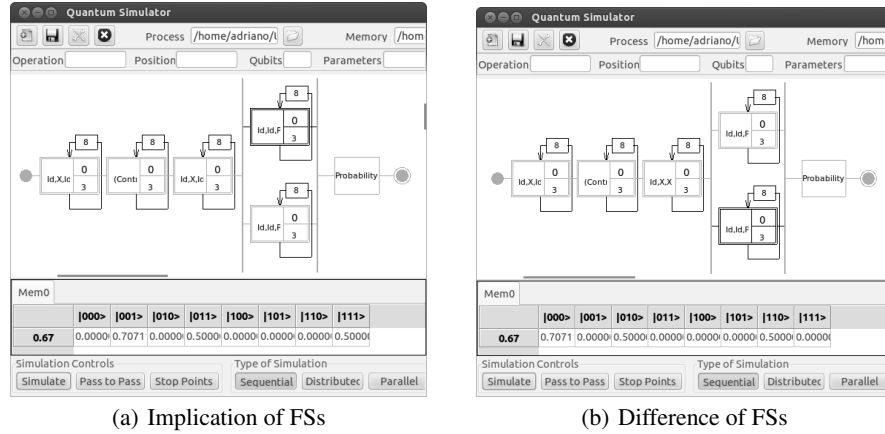 Quantum Simulator
Process /home/adriano/U Memory /hom
Operation Position Qubits Parameters
8
8 8 8 Id,Id,F 0 3
Id,X,Ic 0 3 (Contr 0 3 Id,X,Ic 0 3 Probability
8
Id,Id,F 0 3
Mem0
|000> |001> |010> |011> |100> |101> |110> |111>
0.67 0.0000 0.7071 0.0000 0.5000 0.0000 0.0000 0.0000 0.5000
Simulation Controls Type of Simulation
Simulate Pass to Pass Stop Points Sequential Distributec Parallel
(a) Implication of FSs
Quantum Simulator
Process /home/adriano/U Memory /hom
Operation Position Qubits Parameters
8
8 8 8 Id,Id,F 0 3
Id,X,Ic 0 3 (Contr 0 3 Id,X,X 0 3 Probability
8
Id,Id,F 0 3
Mem0
|000> |001> |010> |011> |100> |101> |110> |111>
0.67 0.7071 0.0000 0.5000 0.0000 0.0000 0.0000 0.5000 0.0000
Simulation Controls Type of Simulation
Simulate Pass to Pass Stop Points Sequential Distributec Parallel
(b) Difference of FSs